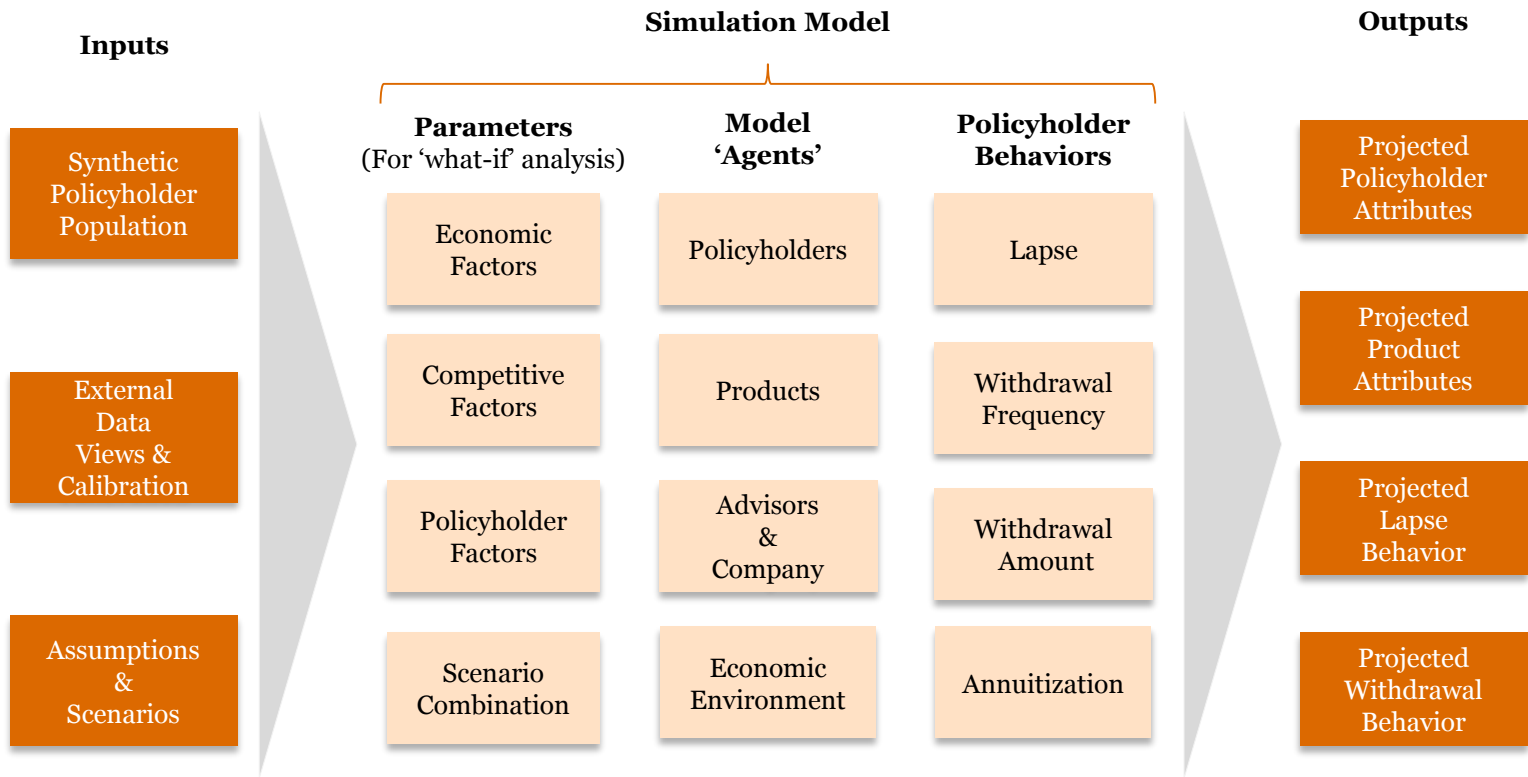 Inputs
Synthetic
Policyholder
Population
External
Data
Views &
Calibration
Assumptions
&
Scenarios
Simulation Model
Parameters
(For ‘what-if’ analysis)
Economic
Factors
Competitive
Factors
Policyholder
Factors
Scenario
Combination
Model
‘Agents’
Policyholders
Products
Advisors
&
Company
Economic
Environment
Policyholder
Behaviors
Lapse
Withdrawal
Frequency
Withdrawal
Amount
Annuitization
Outputs
Projected
Policyholder
Attributes
Projected
Product
Attributes
Projected
Lapse
Behavior
Projected
Withdrawal
Behavior